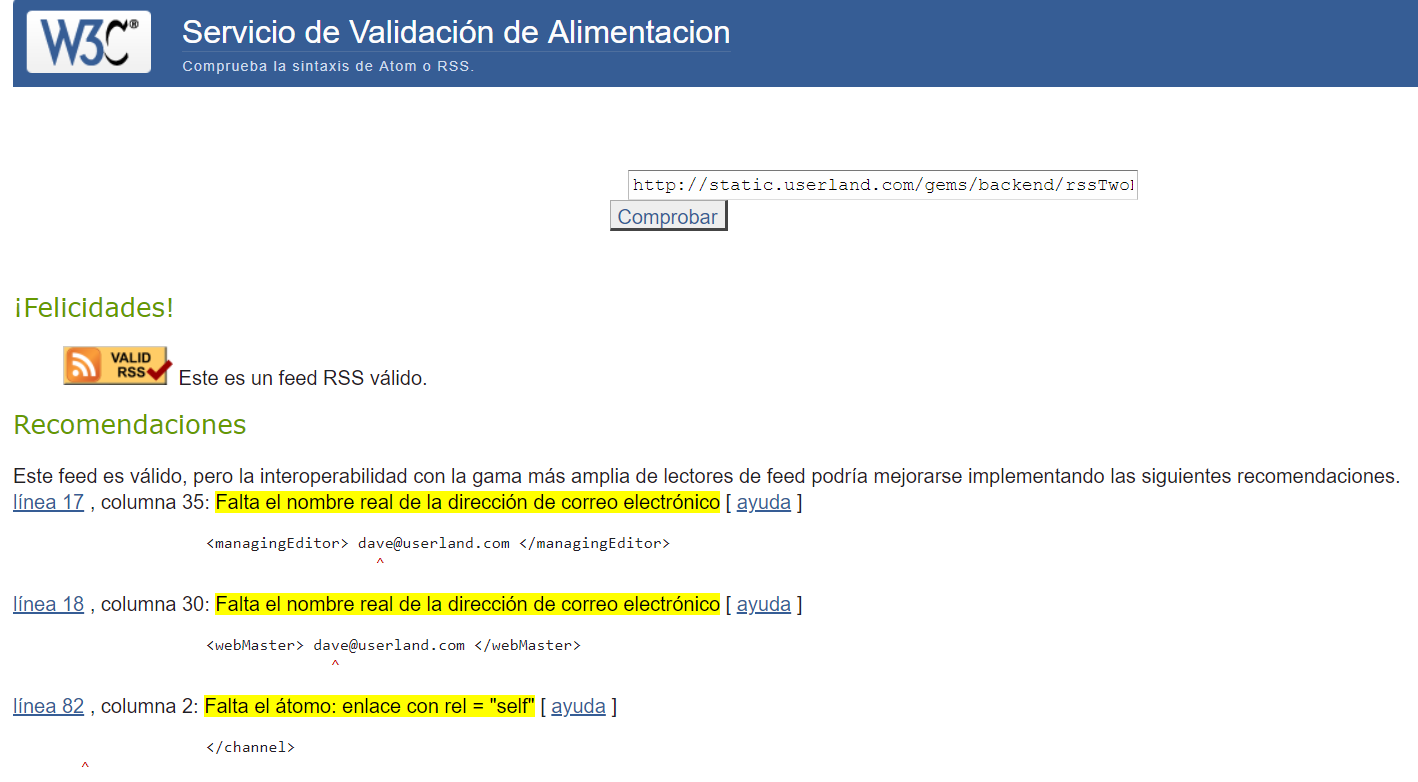 W3C® Servicio de Validación de Alimentacion
Comprueba la sintaxis de Atom o RSS.
http://static.userland.com/gems/backend/rssTwo
Comprobar
¡Felicidades!
VALID
RSS
Este es un feed RSS válido.
Recomendaciones
Este feed es válido, pero la interoperabilidad con la gama más amplia de lectores de feed podría mejorarse implementando las siguientes recomendaciones.
línea 17 , columna 35: Falta el nombre real de la dirección de correo electrónico [ ayuda ]
<managingEditor> dave@userland.com </managingEditor>
^
línea 18 , columna 30: Falta el nombre real de la dirección de correo electrónico [ ayuda ]
<webMaster> dave@userland.com </webMaster>
^
línea 82 , columna 2: Falta el átomo: enlace con rel = "self" [ ayuda ]
</channel>
^